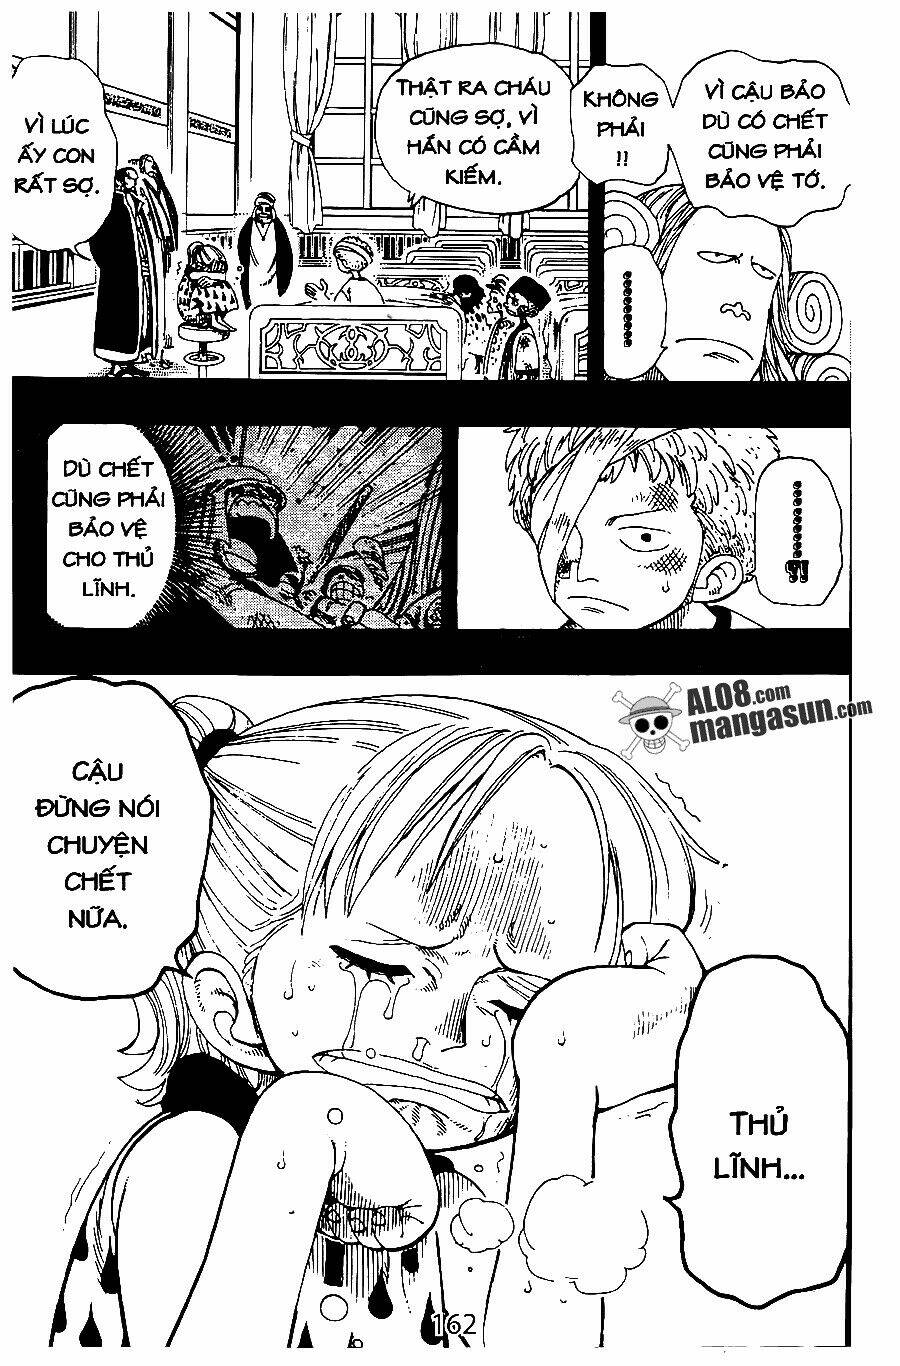 VÌ CẬU BẢO
DÙ CÓ CHẾT
CŨNG PHẢI
BẢO VỆ TỚ.
KHÔNG
PHẢI
!!
THẬT RA CHÁU
CŨNG SỢ, VÌ
HẮN CÓ CẦM
KIẾM.
VÌ LÚC
ẤY CON
RẤT SỢ.
!?
DÙ CHẾT
CŨNG PHẢI
BẢO VỆ
CHO THỦ
LĨNH.
AL08.com
mangasun.com
CẬU
ĐỪNG NÓI
CHUYỆN
CHẾT
NỮA.
THỦ
LĨNH...
162